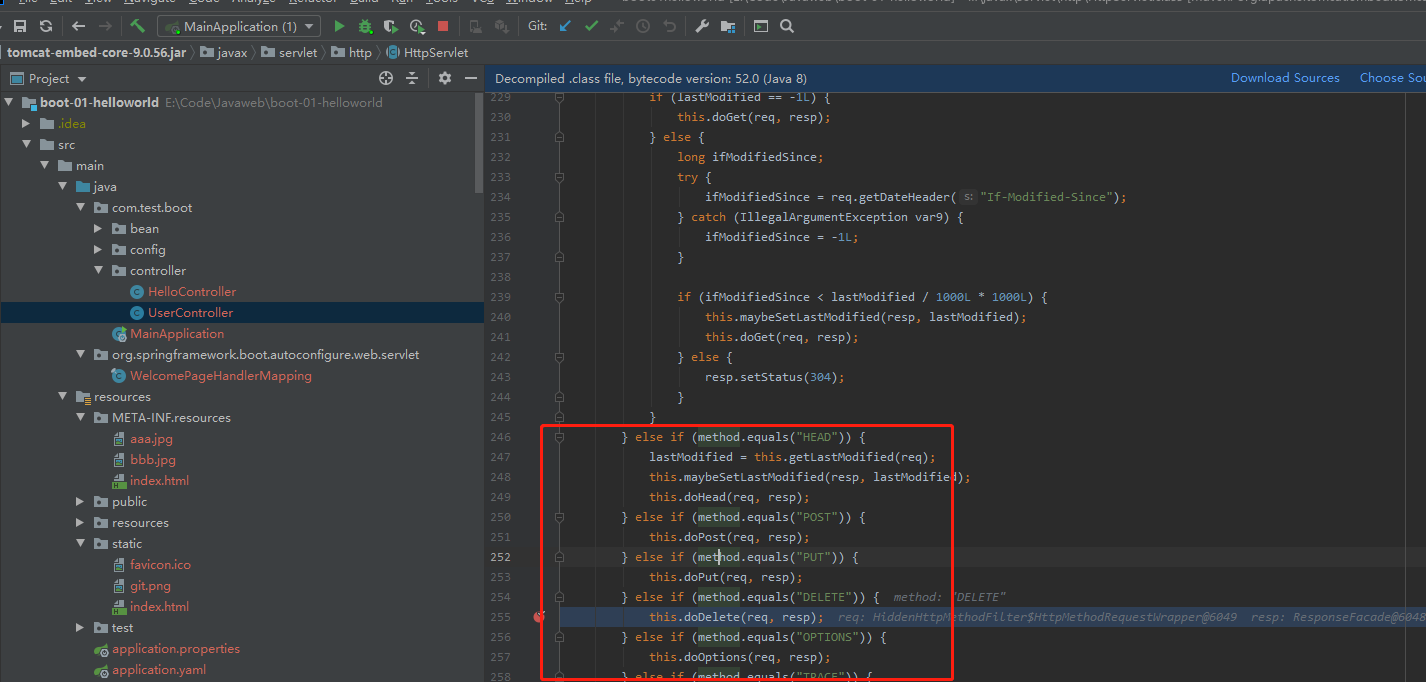 MainApplication (1)
Git:
tomcat-embed-core-9.0.56.jar
javax
servlet
http
HttpServlet
Project
boot-01-helloworld E:\Code\Javaweb\boot-01-helloworld
.idea
src
main
java
com.test.boot
bean
config
controller
HelloController
UserController
MainApplication
org.springframework.boot.autoconfigure.web.servlet
WelcomePageHandlerMapping
resources
META-INF.resources
aaa.jpg
bbb.jpg
index.html
public
resources
static
favicon.ico
git.png
index.html
test
application.properties
application.yaml
Decompiled .class file, bytecode version: 52.0 (Java 8)
Download Sources
Choose Sou
229 if (lastModified == -1L) {
230 this.doGet(req, resp);
231 } else {
232 long ifModifiedSince;
233 try {
234 ifModifiedSince = req.getDateHeader( s: "If-Modified-Since");
235 } catch (IllegalArgumentException var9) {
236 ifModifiedSince = -1L;
237 }
238
239 if (ifModifiedSince < lastModified / 1000L * 1000L) {
240 this.maybeSetLastModified(resp, lastModified);
241 this.doGet(req, resp);
242 } else {
243 resp.setStatus(304);
244 }
245 }
246 } else if (method.equals("HEAD")) {
247 lastModified = this.getLastModified(req);
248 this.maybeSetLastModified(resp, lastModified);
249 this.doHead(req, resp);
250 } else if (method.equals("POST")) {
251 this.doPost(req, resp);
252 } else if (method.equals("PUT")) {
253 this.doPut(req, resp);
254 } else if (method.equals("DELETE")) { method: "DELETE"
255 this.doDelete(req, resp); req: HiddenHttpMethodFilter$HttpMethodRequestWrapper@6049 resp: ResponseFacade@6048
256 } else if (method.equals("OPTIONS")) {
257 this.doOptions(req, resp);
258 } else if (method.equals("TRACE")) {